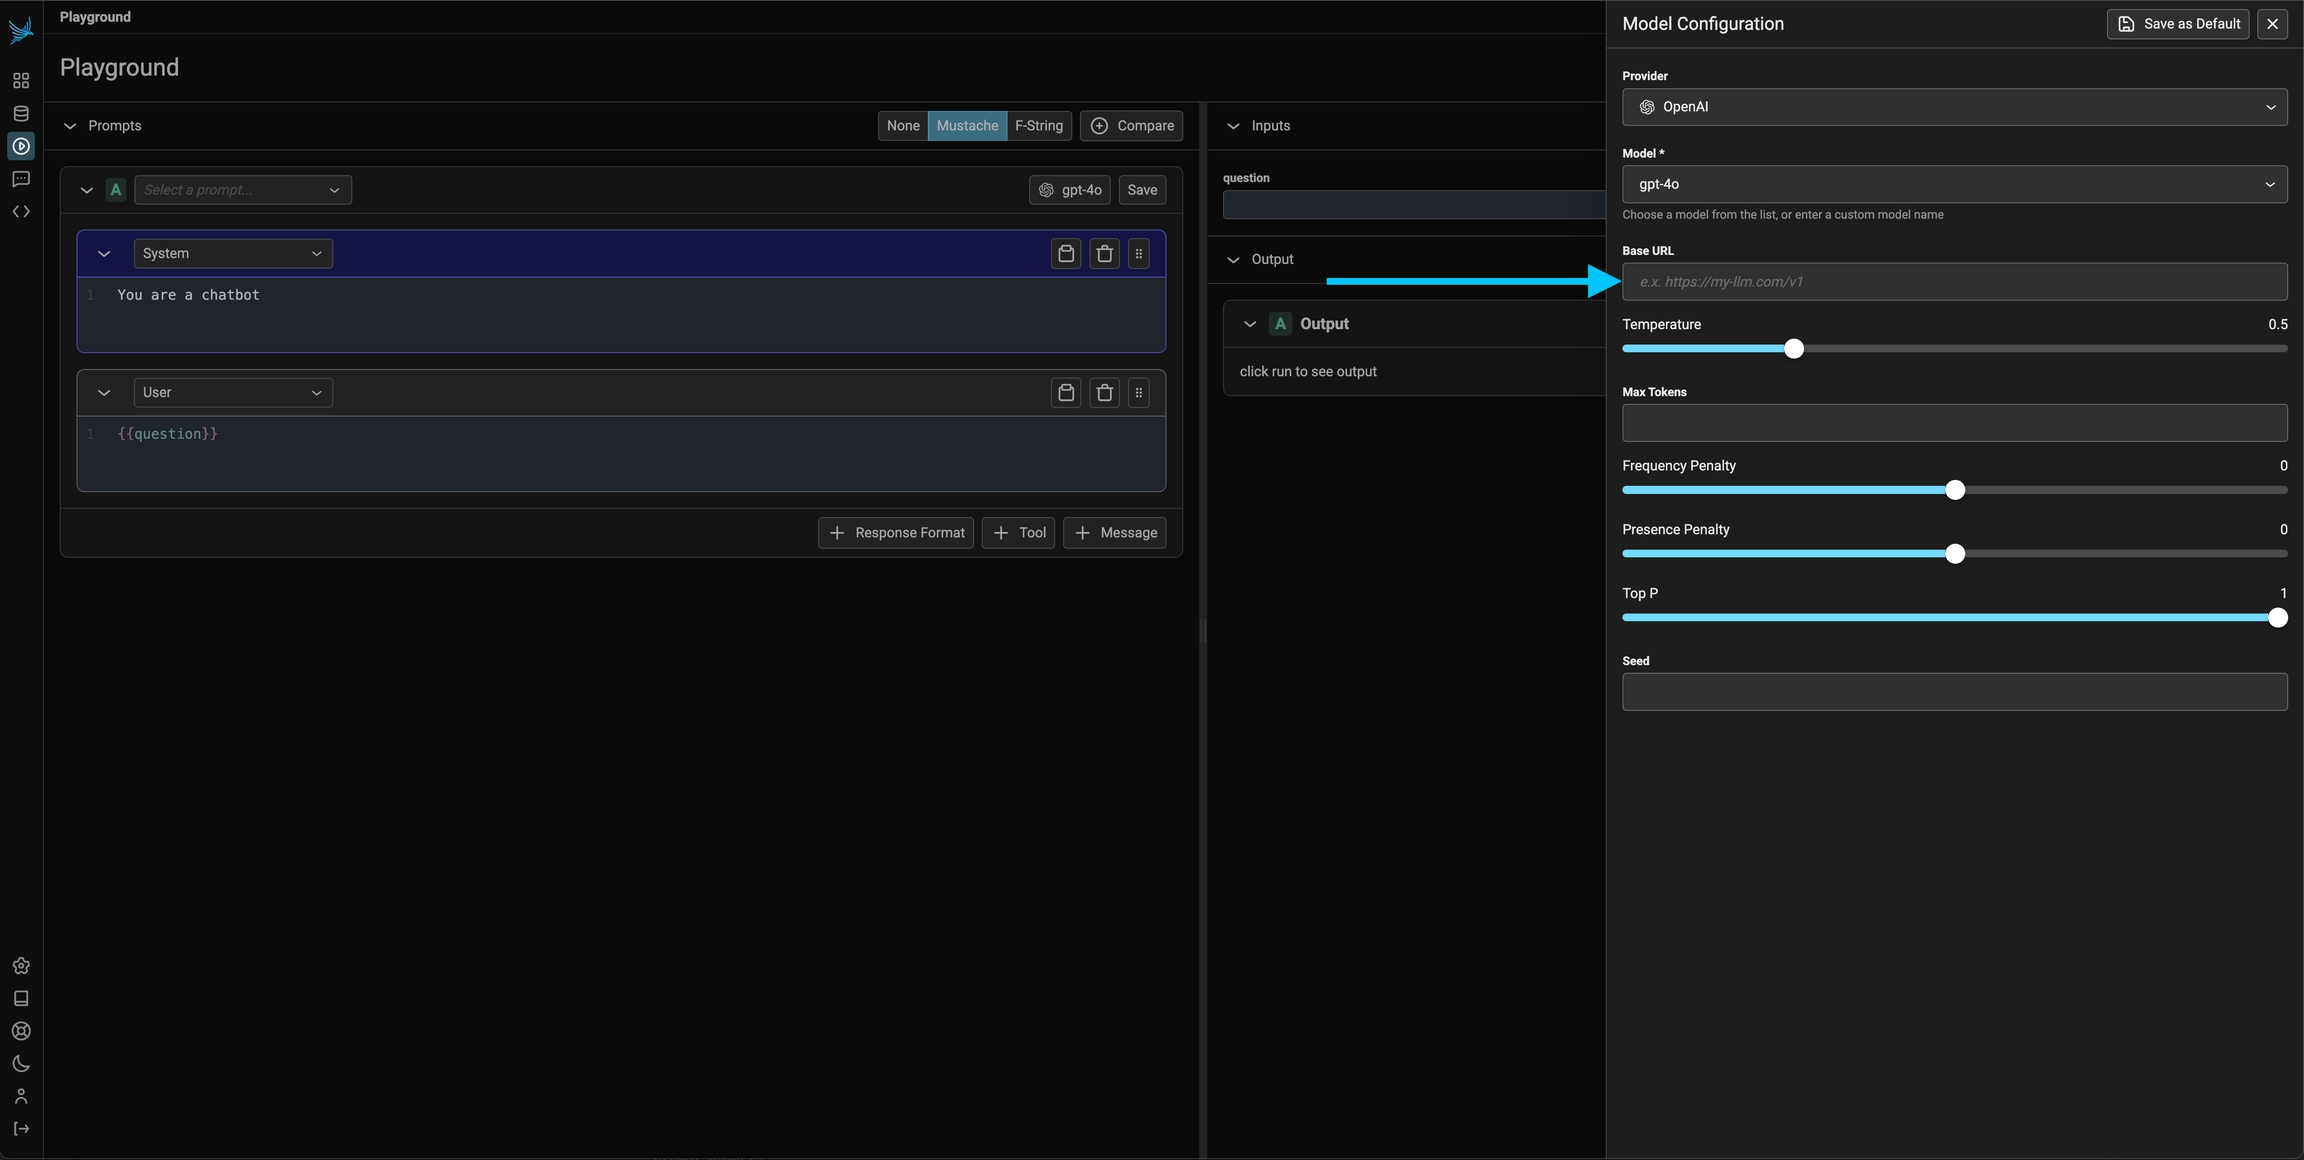 Playground
Playground
Prompts
None
Mustache
F-String
Compare
A
Select a prompt...
gpt-4o
Save
System
1
You are a chatbot
User
1
{{question}}
Response Format
Tool
Message
Inputs
question
Output
A
Output
click run to see output
Model Configuration
Save as Default
Provider
OpenAI
Model *
gpt-4o
Choose a model from the list, or enter a custom model name
Base URL
e.x. https://my-llm.com/v1
Temperature
0.5
Max Tokens
Frequency Penalty
0
Presence Penalty
0
Top P
1
Seed